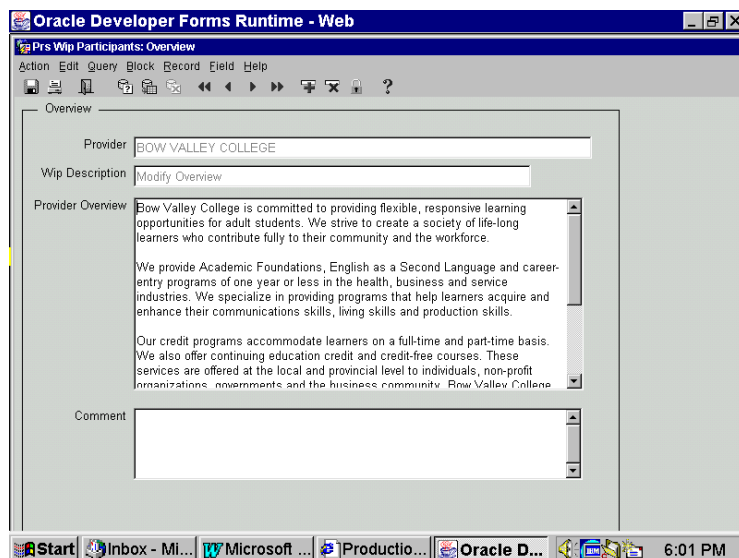 Oracle Developer Forms Runtime - Web
Prs Wip Participants: Overview
Action Edit Query Block Record Field Help
Overview
Provider BOW VALLEY COLLEGE
Wip Description Modify Overview
Provider Overview Bow Valley College is committed to providing flexible, responsive learning
opportunities for adult students. We strive to create a society of life-long
learners who contribute fully to their community and the workforce.
We provide Academic Foundations, English as a Second Language and career-
entry programs of one year or less in the health, business and service
industries. We specialize in providing programs that help learners acquire and
enhance their communications skills, living skills and production skills.
Our credit programs accommodate learners on a full-time and part-time basis.
We also offer continuing education credit and credit-free courses. These
services are offered at the local and provincial level to individuals, non-profit
organizations, governments and the business community. Bow Valley College
Comment
Start Inbox - Mi... Microsoft ... Productio... Oracle D... IBM 6:01 PM